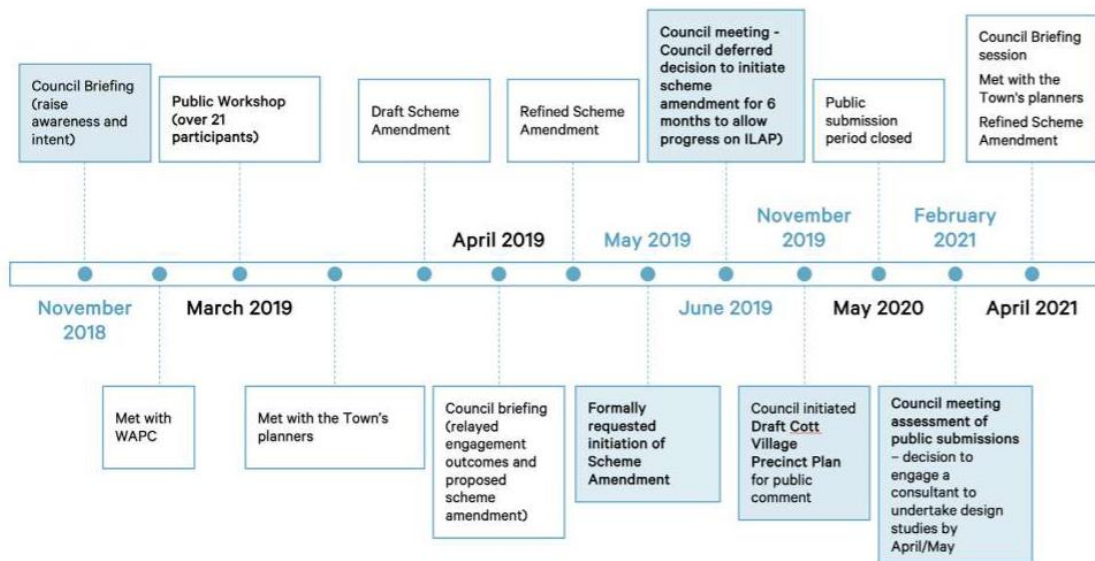 Council Briefing
(raise
awareness and
intent)
Public Workshop
(over 21
participants)
Draft Scheme
Amendment
Refined Scheme
Amendment
Council meeting -
Council deferred
decision to initiate
scheme
amendment for 6
months to allow
progress on ILAP)
Public
submission
period closed
Council Briefing
session
Met with the
Town's planners
Refined Scheme
Amendment
April 2019
May 2019
November
2019
February
2021
November
2018
March 2019
June 2019
May 2020
April 2021
Met with
WAPC
Met with the Town's
planners
Council briefing
(relayed
engagement
outcomes and
proposed
scheme
amendment)
Formally
requested
initiation of
Scheme
Amendment
Council initiated
Draft Cott
Village
Precinct Plan
for public
comment
Council meeting
assessment of
public submissions
– decision to
engage a
consultant to
undertake design
studies by
April/May